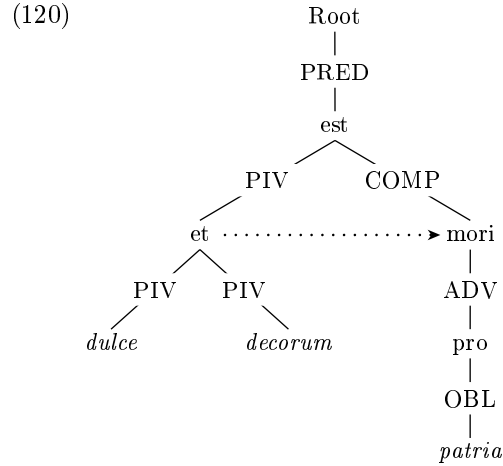 (120) Root
PRED
est
PIV COMP
et mori
PIV PIV ADV
dulce decorum pro
OBL
patria